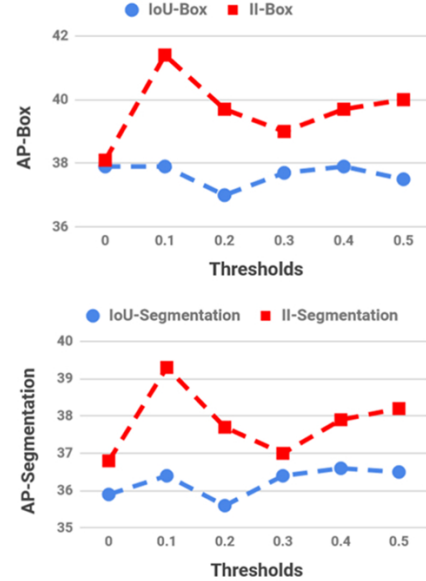 IoU-Box II-Box
42
40
38
36
AP-Box
0 0.1 0.2 0.3 0.4 0.5
Thresholds
IoU-Segmentation II-Segmentation
40
39
38
37
36
35
AP-Segmentation
0 0.1 0.2 0.3 0.4 0.5
Thresholds